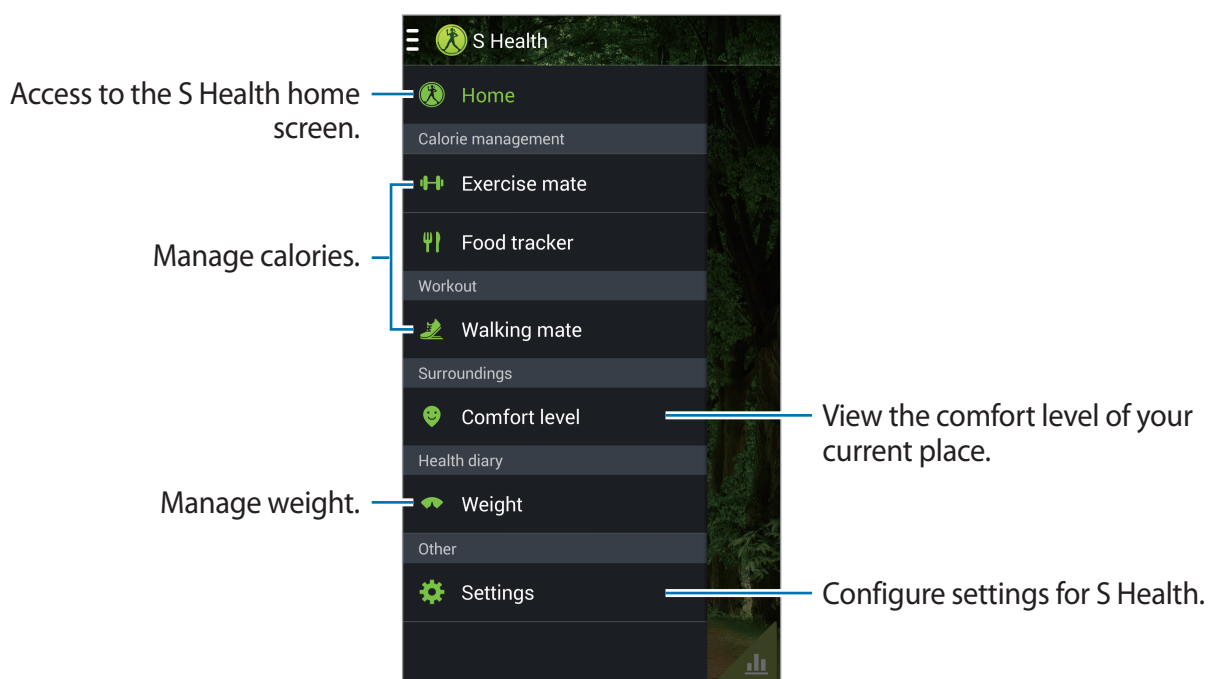 S Health
Access to the S Health home
screen.
Home
Calorie management
Exercise mate
Manage calories.
Food tracker
Workout
Walking mate
Surroundings
Comfort level
View the comfort level of your
current place.
Health diary
Manage weight.
Weight
Other
Settings
Configure settings for S Health.